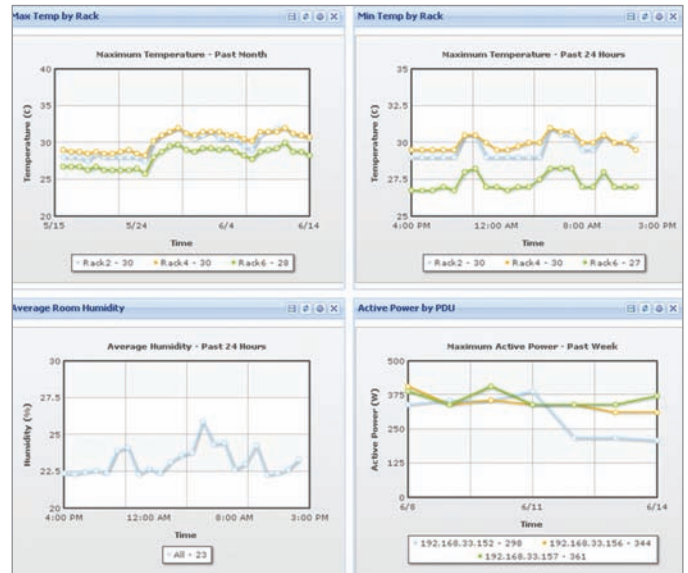 Max Temp by Rack
Maximum Temperature - Past Month
Temperature (C)
40
35
30
25
20
5/15
5/24
6/4
6/14
Time
Rack2 - 30
Rack4 - 30
Rack6 - 28
Min Temp by Rack
Maximum Temperature - Past 24 Hours
Temperature (C)
35
32.5
30
27.5
25
4:00 PM
12:00 AM
8:00 AM
3:00 PM
Time
Rack2 - 30
Rack4 - 30
Rack6 - 27
Average Room Humidity
Average Humidity - Past 24 Hours
Humidity (%)
30
27.5
25
22.5
20
4:00 PM
12:00 AM
8:00 AM
3:00 PM
Time
All - 23
Active Power by PDU
Maximum Active Power - Past Week
Active Power (W)
500
375
250
125
0
6/8
6/11
6/14
Time
192.168.33.152 - 298
192.168.33.156 - 344
192.168.33.157 - 361